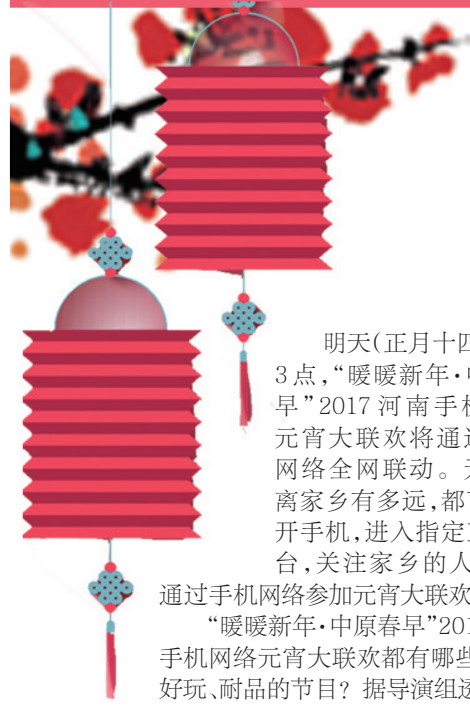 明天(正月十四
3点,“暖暖新年·中
早”2017河南手机
元宵大联欢将通过
网络全网联动。无
离家乡有多远,都可
开手机,进入指定
台,关注家乡的人
通过手机网络参加元宵大联欢
“暖暖新年·中原春早”201
手机网络元宵大联欢都有哪些
好玩、耐品的节目?据导演组透